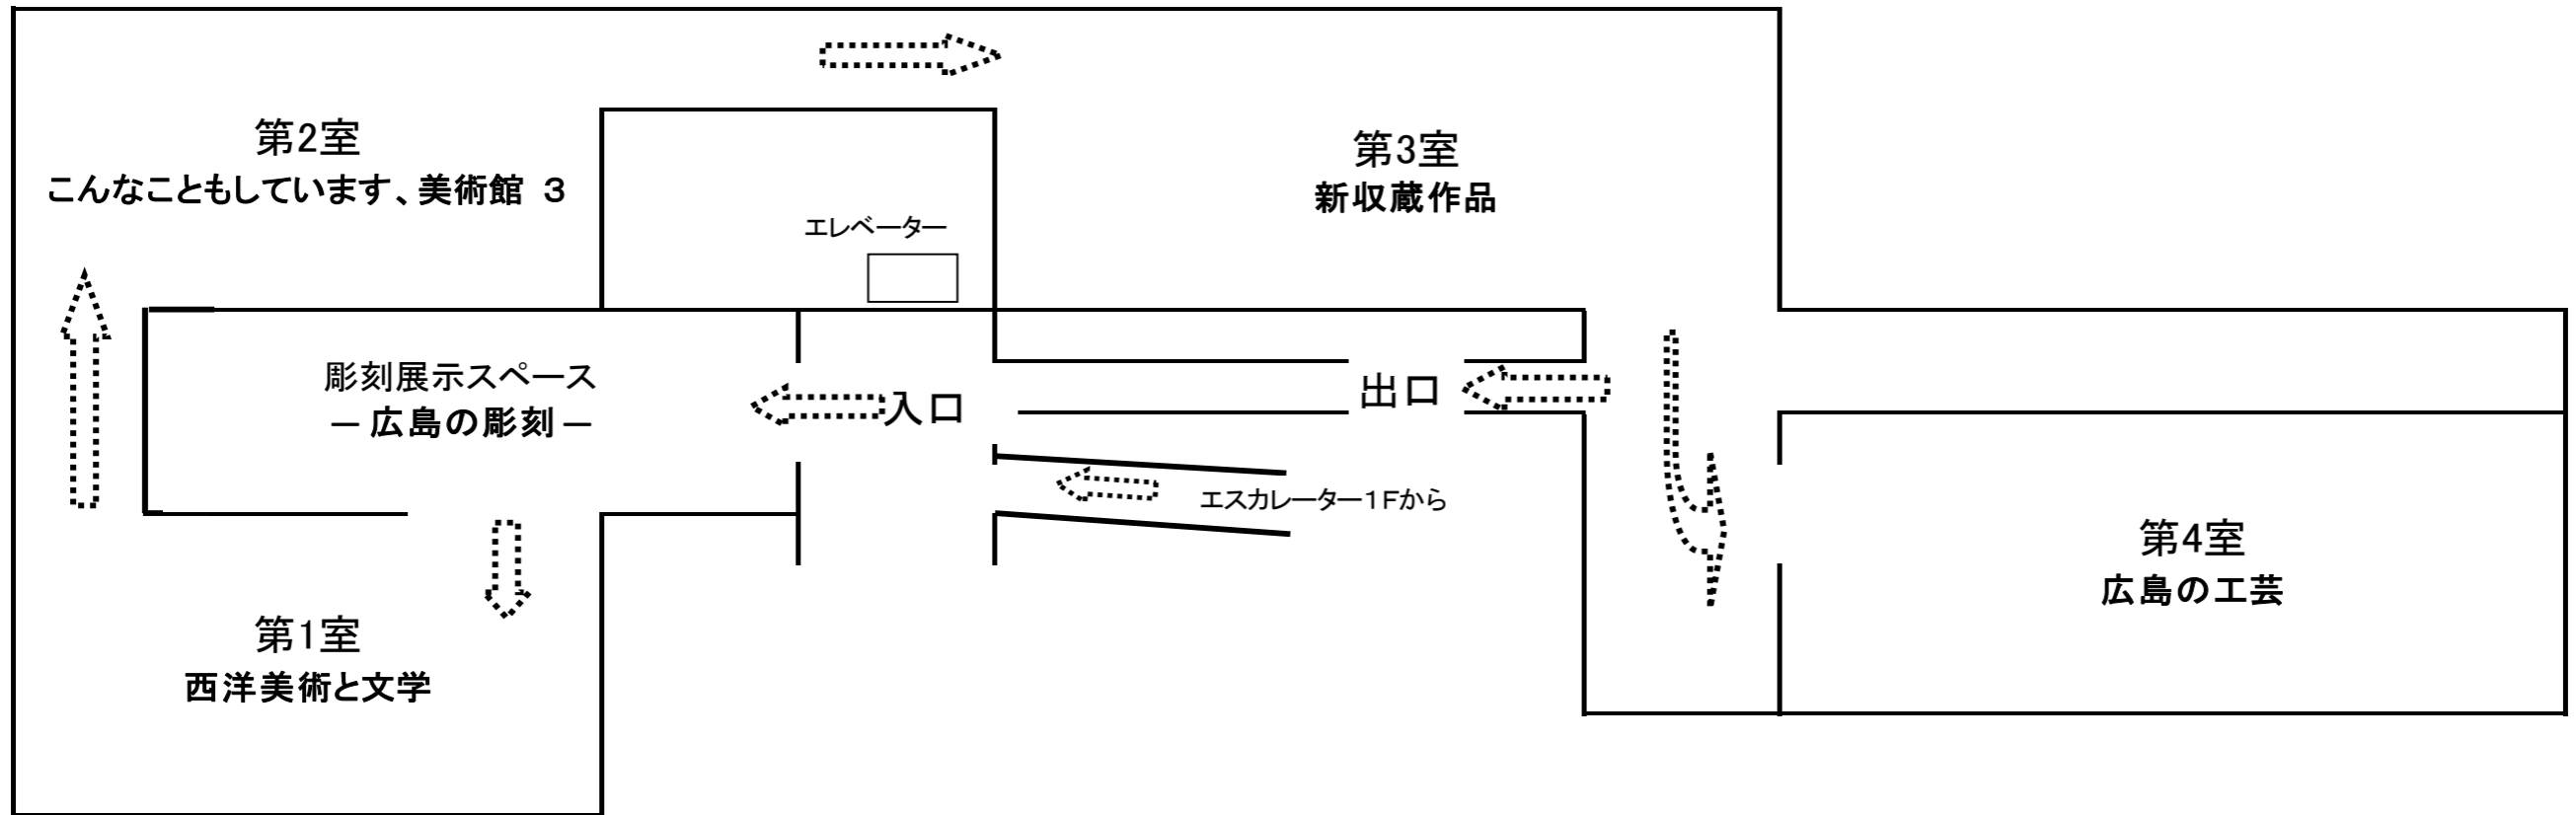 第2室
こんなこともしています、美術館 3
第3室
新収蔵作品
エレベーター
彫刻展示スペース
－広島の彫刻－
入口
出口
エスカレーター1Fから
第4室
広島の工芸
第1室
西洋美術と文学